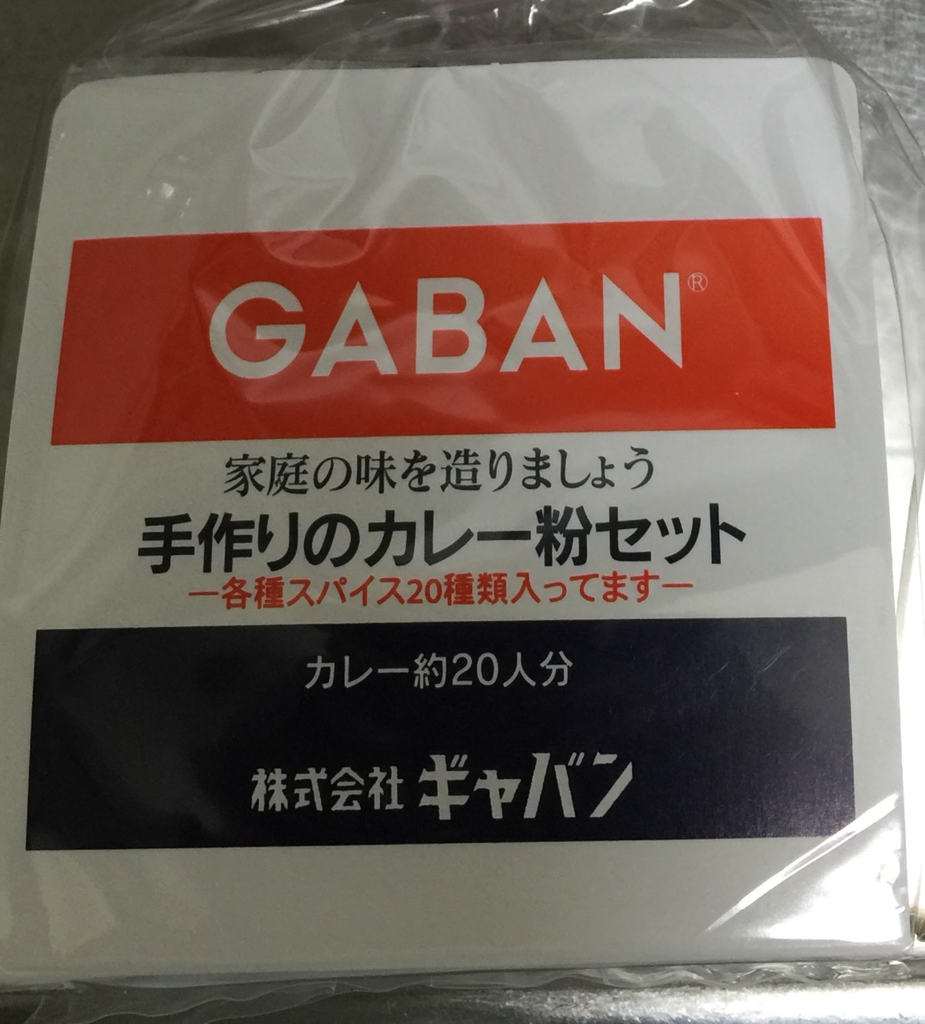 GABAN®
家庭の味を造りましょう
手作りのカレー粉セット
―各種スパイス20種類入ってます―
カレー約20人分
株式会社 ギャバン